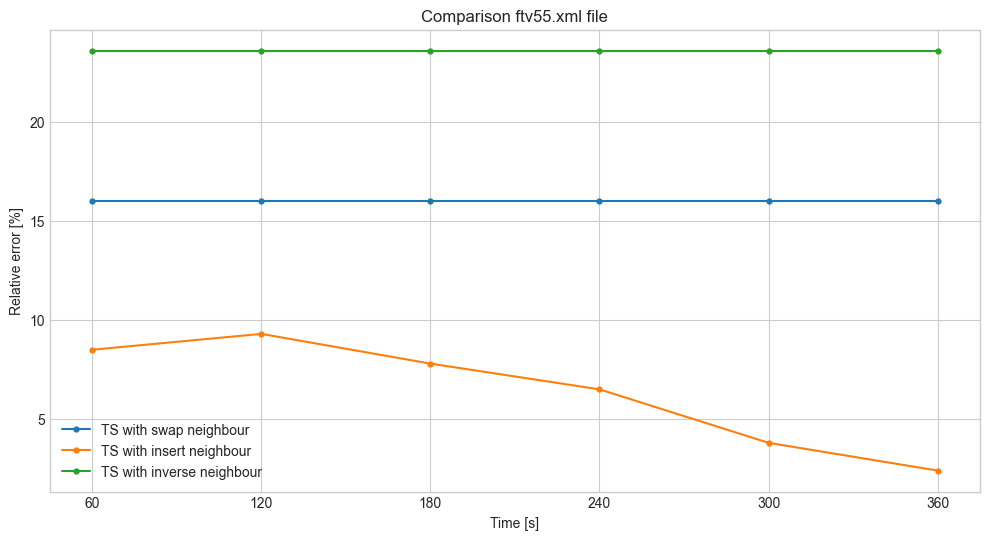 Comparison ftv55.xml file
Relative error [%]
20
15
10
5
TS with swap neighbour
TS with insert neighbour
TS with inverse neighbour
60 120 180 240 300 360
Time [s]